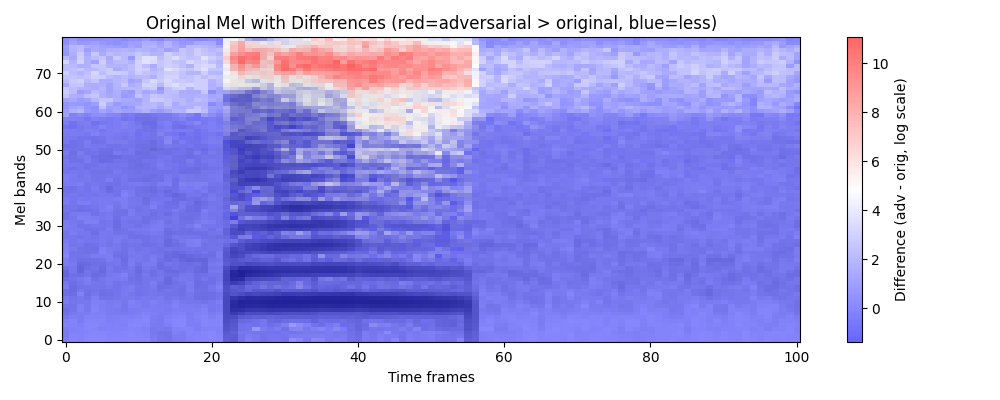 Original Mel with Differences (red=adversarial > original, blue=less)
Mel bands
70
60
50
40
30
20
10
0
0 20 40 60 80 100
Time frames
10
8
6
4
2
0
Difference (adv - orig, log scale)